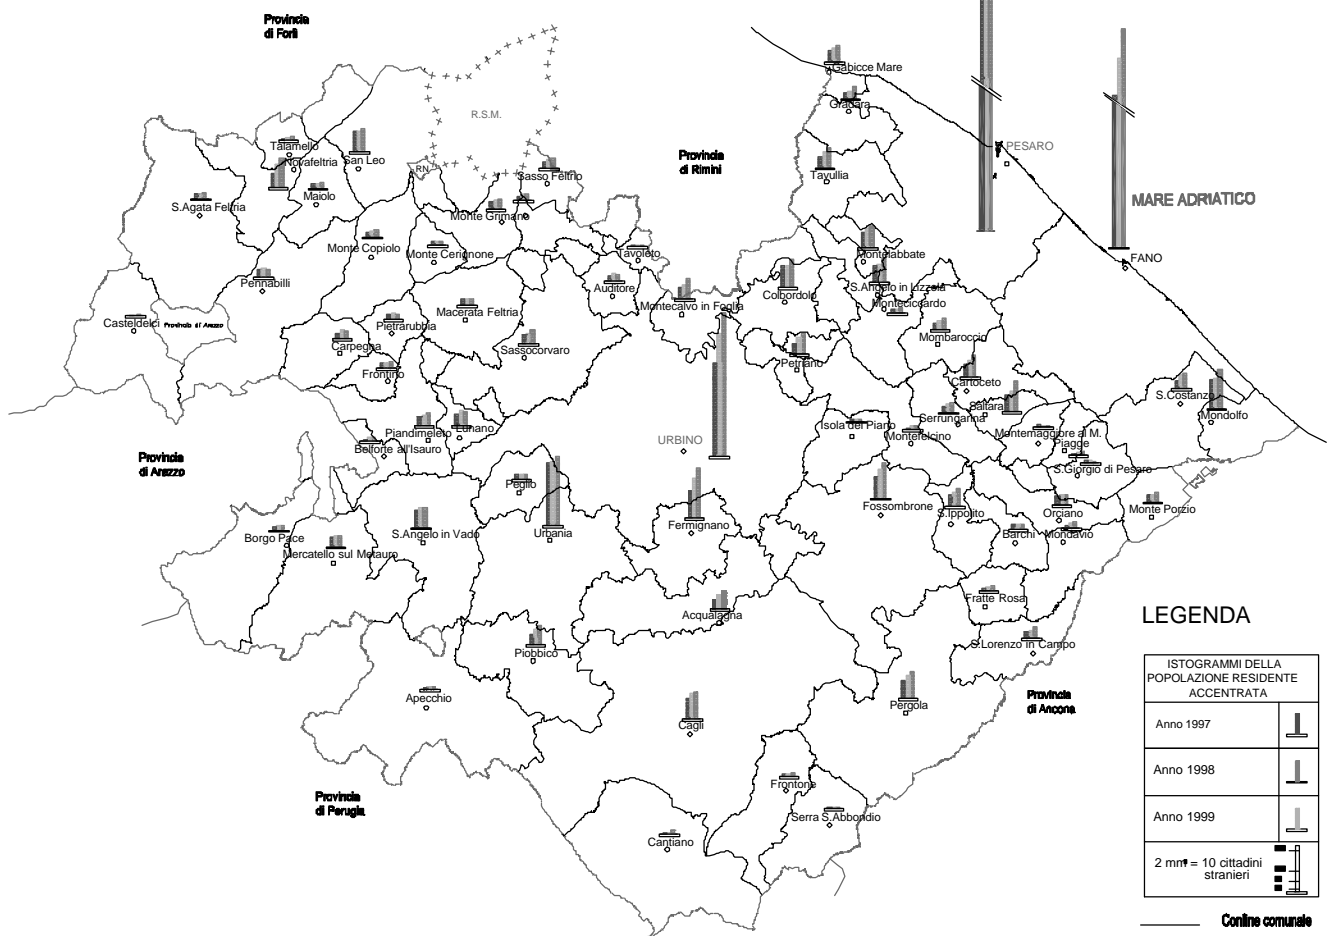 Provincia
di Forlì
Gabicce Mare
Gradara
R.S.M.
Talamello
Novafeltria
San Leo
RN
Sasso Feltrio
Provincia
di Rimini
PESARO
Tavullia
Maiolo
S.Agata Feltria
Monte Grimano
MARE ADRIATICO
Monte Copiolo
Monte Cerignone
Tavoleto
Montelabbate
FANO
Pennabilli
Auditore
Colbordolo
S.Angelo in Lizzola
Monteciccardo
Montecalvo in Foglia
Macerata Feltria
Casteldelci
Provincia di Arezzo
Pietrarubbia
Carpegna
Sassocorvaro
Mombaroccio
Petriano
Frontino
Cartoceto
S.Costanzo
Saltara
Serrungarina
Mondolfo
Piandimeleto
Lunano
Isola del Piano
Montefelcino
Montemaggiore al M.
URBINO
Belforte all'Isauro
Piagge
Provincia
di Arezzo
S.Giorgio di Pesaro
Peglio
Fossombrone
S.Ippolito
Orciano
Monte Porzio
Borgo Pace
S.Angelo in Vado
Urbania
Fermignano
Barchi
Mondavio
Mercatello sul Metauro
Fratte Rosa
Acqualagna
LEGENDA
S.Lorenzo in Campo
Piobbico
ISTOGRAMMI DELLA
POPOLAZIONE RESIDENTE
ACCENTRATA
Apecchio
Provincia
di Ancona
Pergola
Cagli
Anno 1997
Anno 1998
Frontone
Provincia
di Perugia
Serra S.Abbondio
Anno 1999
Cantiano
2 mm = 10 cittadini
stranieri
Confine comunale